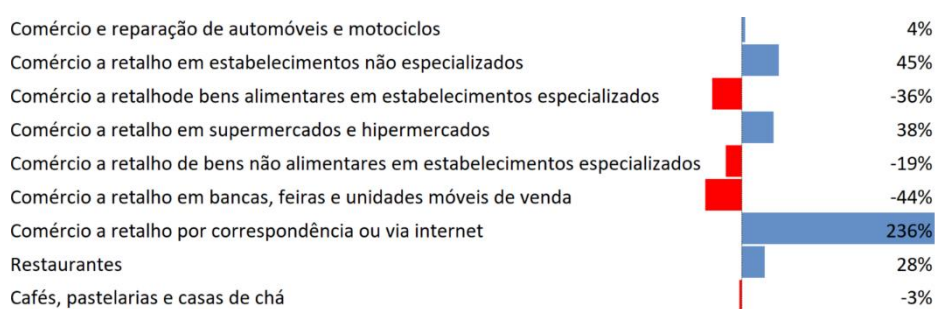 Comércio e reparação de automóveis e motociclos 4%
Comércio a retalho em estabelecimentos não especializados 45%
Comércio a retalhode bens alimentares em estabelecimentos especializados -36%
Comércio a retalho em supermercados e hipermercados 38%
Comércio a retalho de bens não alimentares em estabelecimentos especializados -19%
Comércio a retalho em bancas, feiras e unidades móveis de venda -44%
Comércio a retalho por correspondência ou via internet 236%
Restaurantes 28%
Cafés, pastelarias e casas de chá -3%